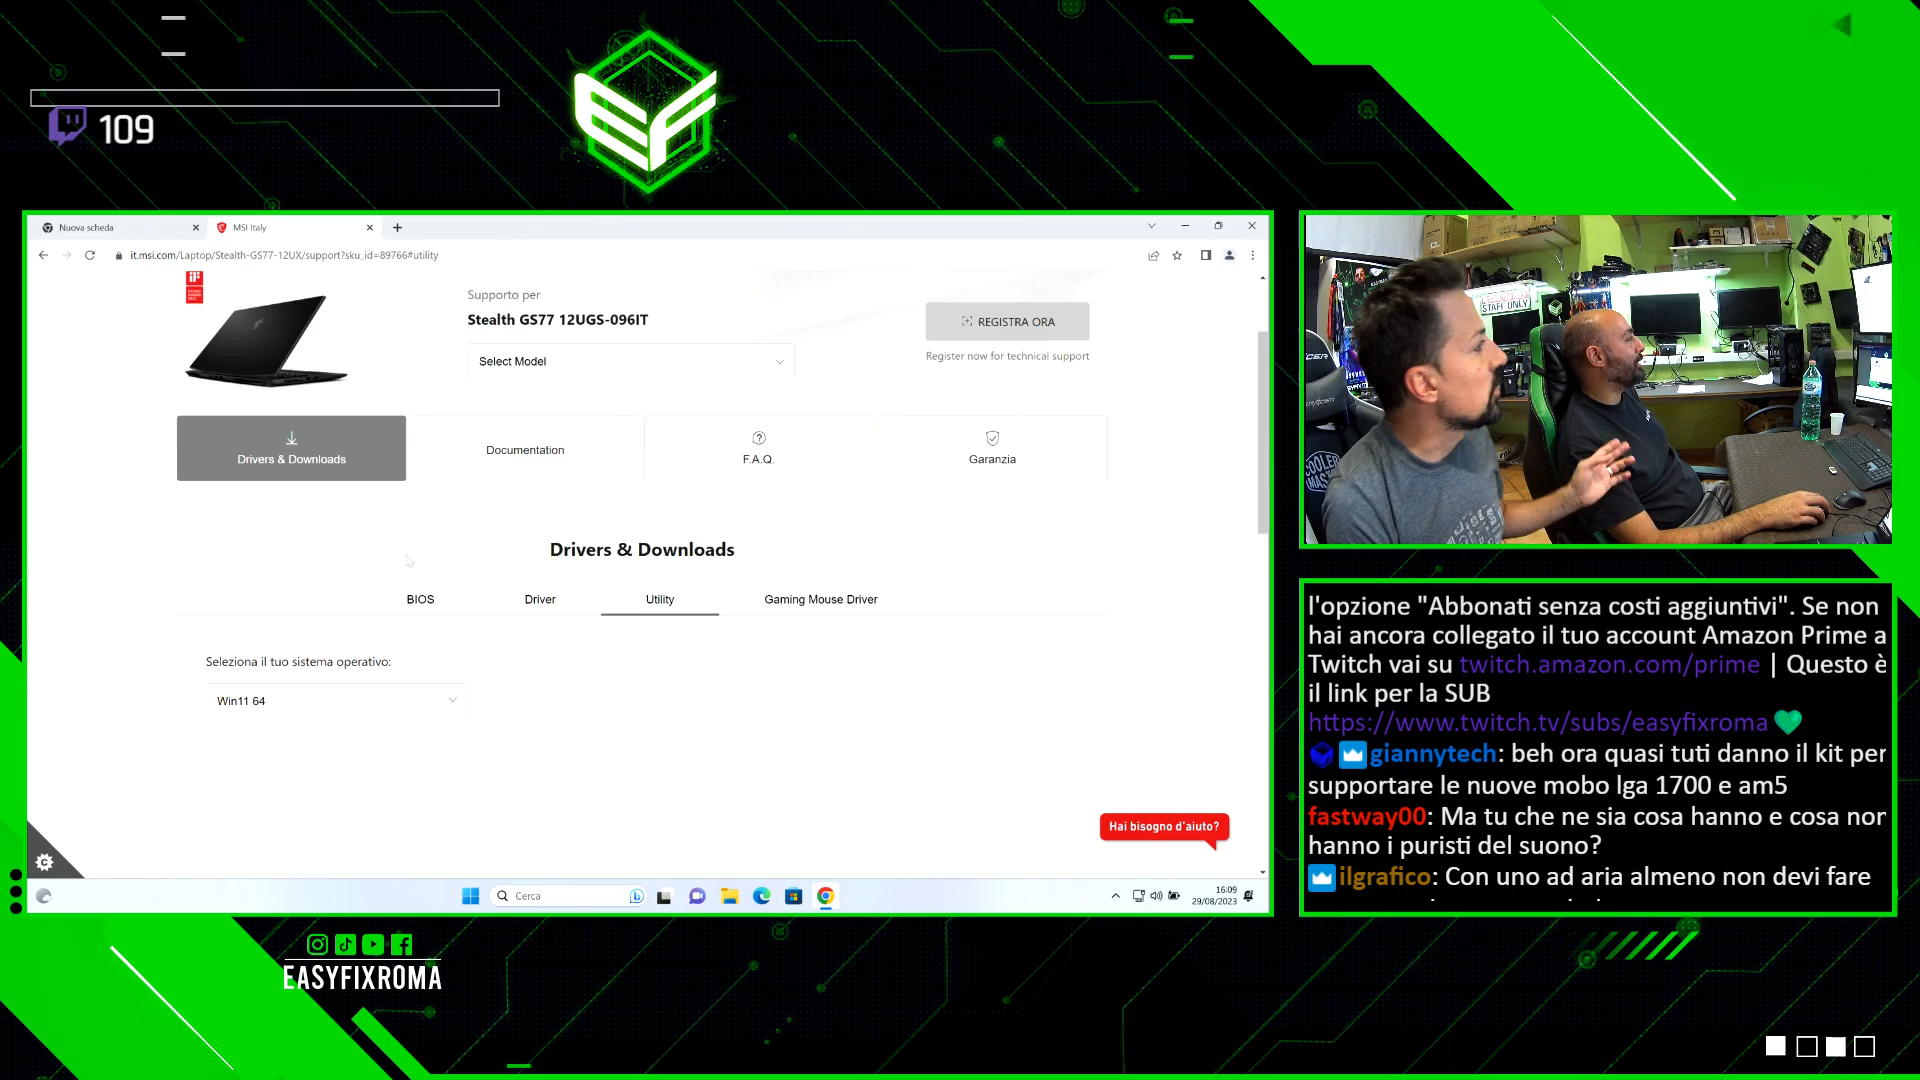 109
EF
Nuova scheda
MSI Italy
it.msi.com/Laptop/Stealth-GS77-12UX/support?sku_id=89766#utility
Supporto per
Stealth GS77 12UGS-096IT
Select Model
REGISTRA ORA
Register now for technical support
Drivers & Downloads
Documentation
F.A.Q.
Garanzia
Drivers & Downloads
BIOS
Driver
Utility
Gaming Mouse Driver
Seleziona il tuo sistema operativo:
Win11 64
Hai bisogno d'aiuto?
Cerca
16:09
29/08/2023
STAFF ONLY
COOLER
MASTER
l'opzione "Abbonati senza costi aggiuntivi". Se non
hai ancora collegato il tuo account Amazon Prime a
Twitch vai su twitch.amazon.com/prime | Questo è
il link per la SUB
https://www.twitch.tv/subs/easyfixroma
giannytech: beh ora quasi tuti danno il kit per
supportare le nuove mobo lga 1700 e am5
fastway00: Ma tu che ne sia cosa hanno e cosa non
hanno i puristi del suono?
ilgrafico: Con uno ad aria almeno non devi fare
EASYFIXROMA